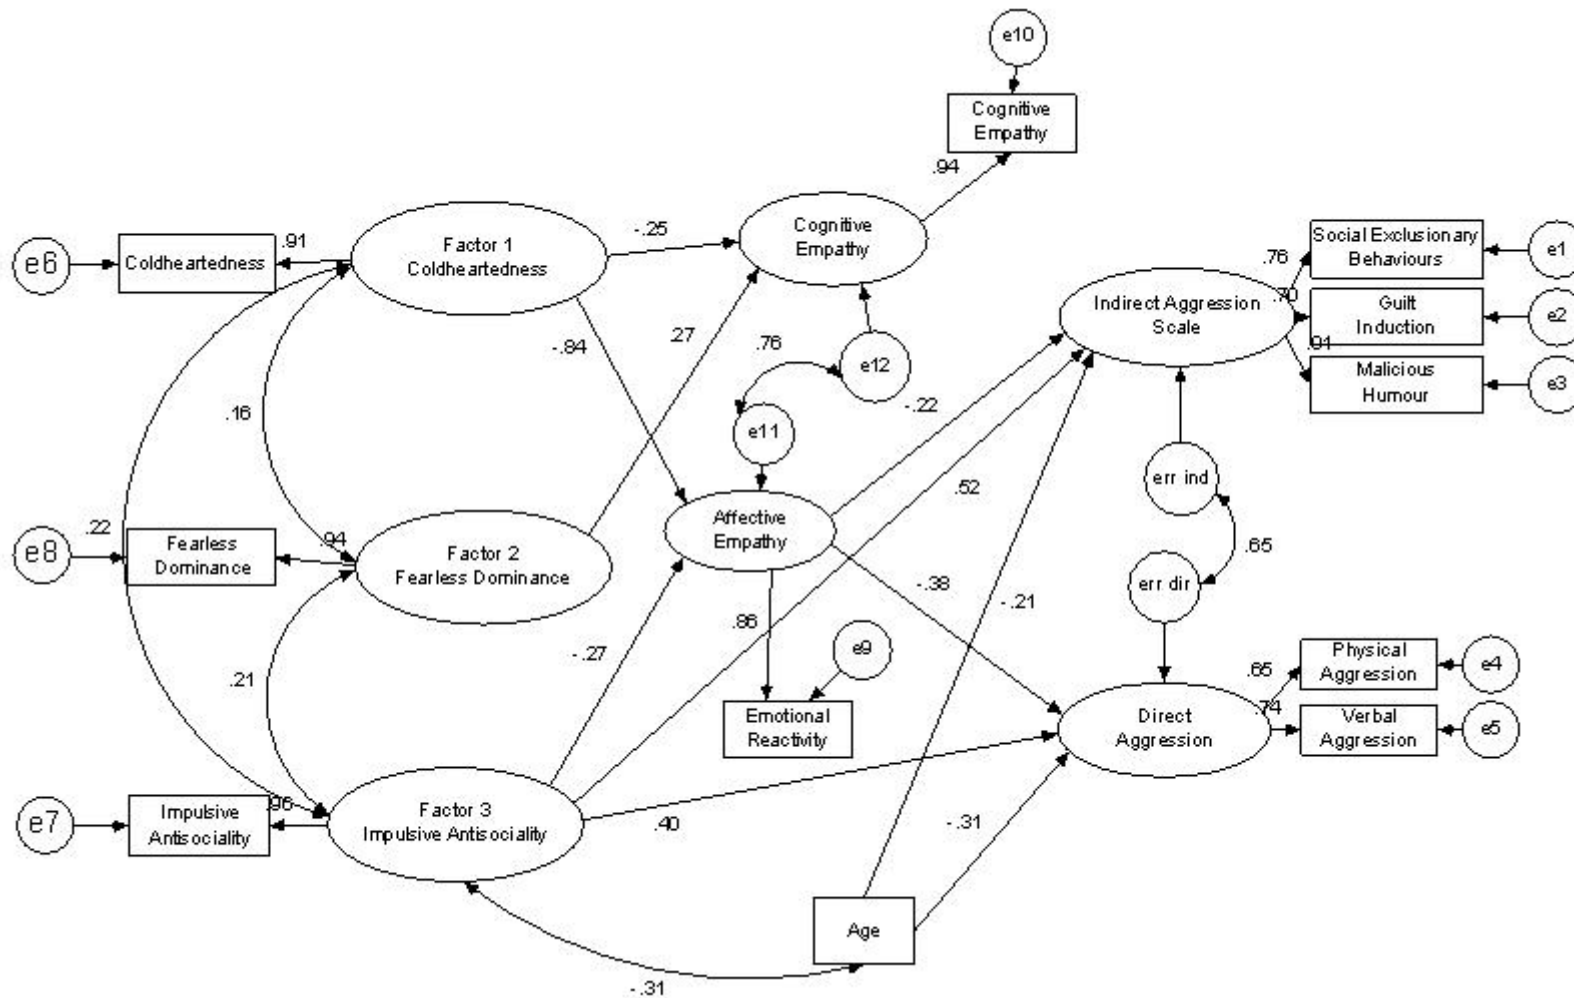 e10
Cognitive
Empathy
.94
e6
Coldheartedness
.91
Factor 1
Coldheartedness
-.25
Cognitive
Empathy
.76
Social Exclusionary
Behaviours
e1
Indirect Aggression
Scale
.70
Guilt
Induction
e2
.91
Malicious
Humour
e3
-.84
.27
.76
e12
e11
-.22
.16
err ind
.52
.65
.22
e8
Fearless
Dominance
.94
Factor 2
Fearless Dominance
Affective
Empathy
err dir
-.38
-.21
.86
e9
-.27
.21
Emotional
Reactivity
.65
Physical
Aggression
e4
.74
Direct
Aggression
Verbal
Aggression
e5
e7
Impulsive
Antisociality
.96
Factor 3
Impulsive Antisociality
.40
-.31
Age
-.31